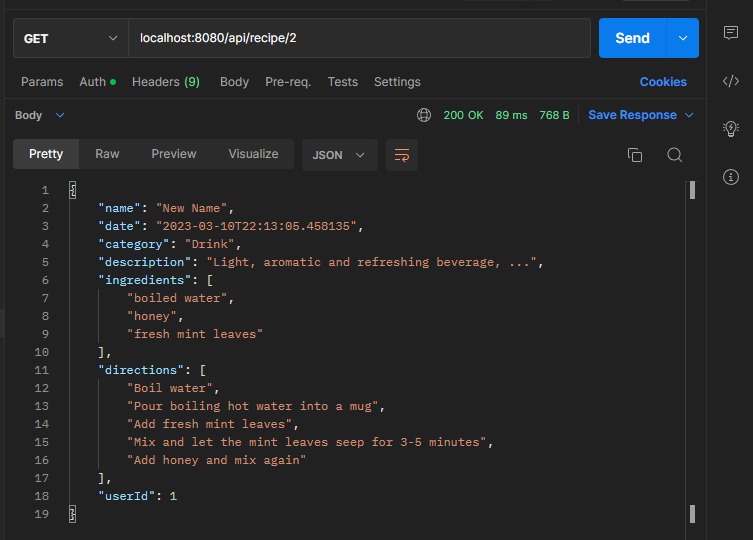 GET localhost:8080/api/recipe/2 Send
Params Auth Headers (9) Body Pre-req. Tests Settings Cookies
Body 200 OK 89 ms 768 B Save Response
Pretty Raw Preview Visualize JSON
1 {
2 "name": "New Name",
3 "date": "2023-03-10T22:13:05.458135",
4 "category": "Drink",
5 "description": "Light, aromatic and refreshing beverage, ...",
6 "ingredients": [
7 "boiled water",
8 "honey",
9 "fresh mint leaves"
10 ],
11 "directions": [
12 "Boil water",
13 "Pour boiling hot water into a mug",
14 "Add fresh mint leaves",
15 "Mix and let the mint leaves seep for 3-5 minutes",
16 "Add honey and mix again"
17 ],
18 "userId": 1
19 }